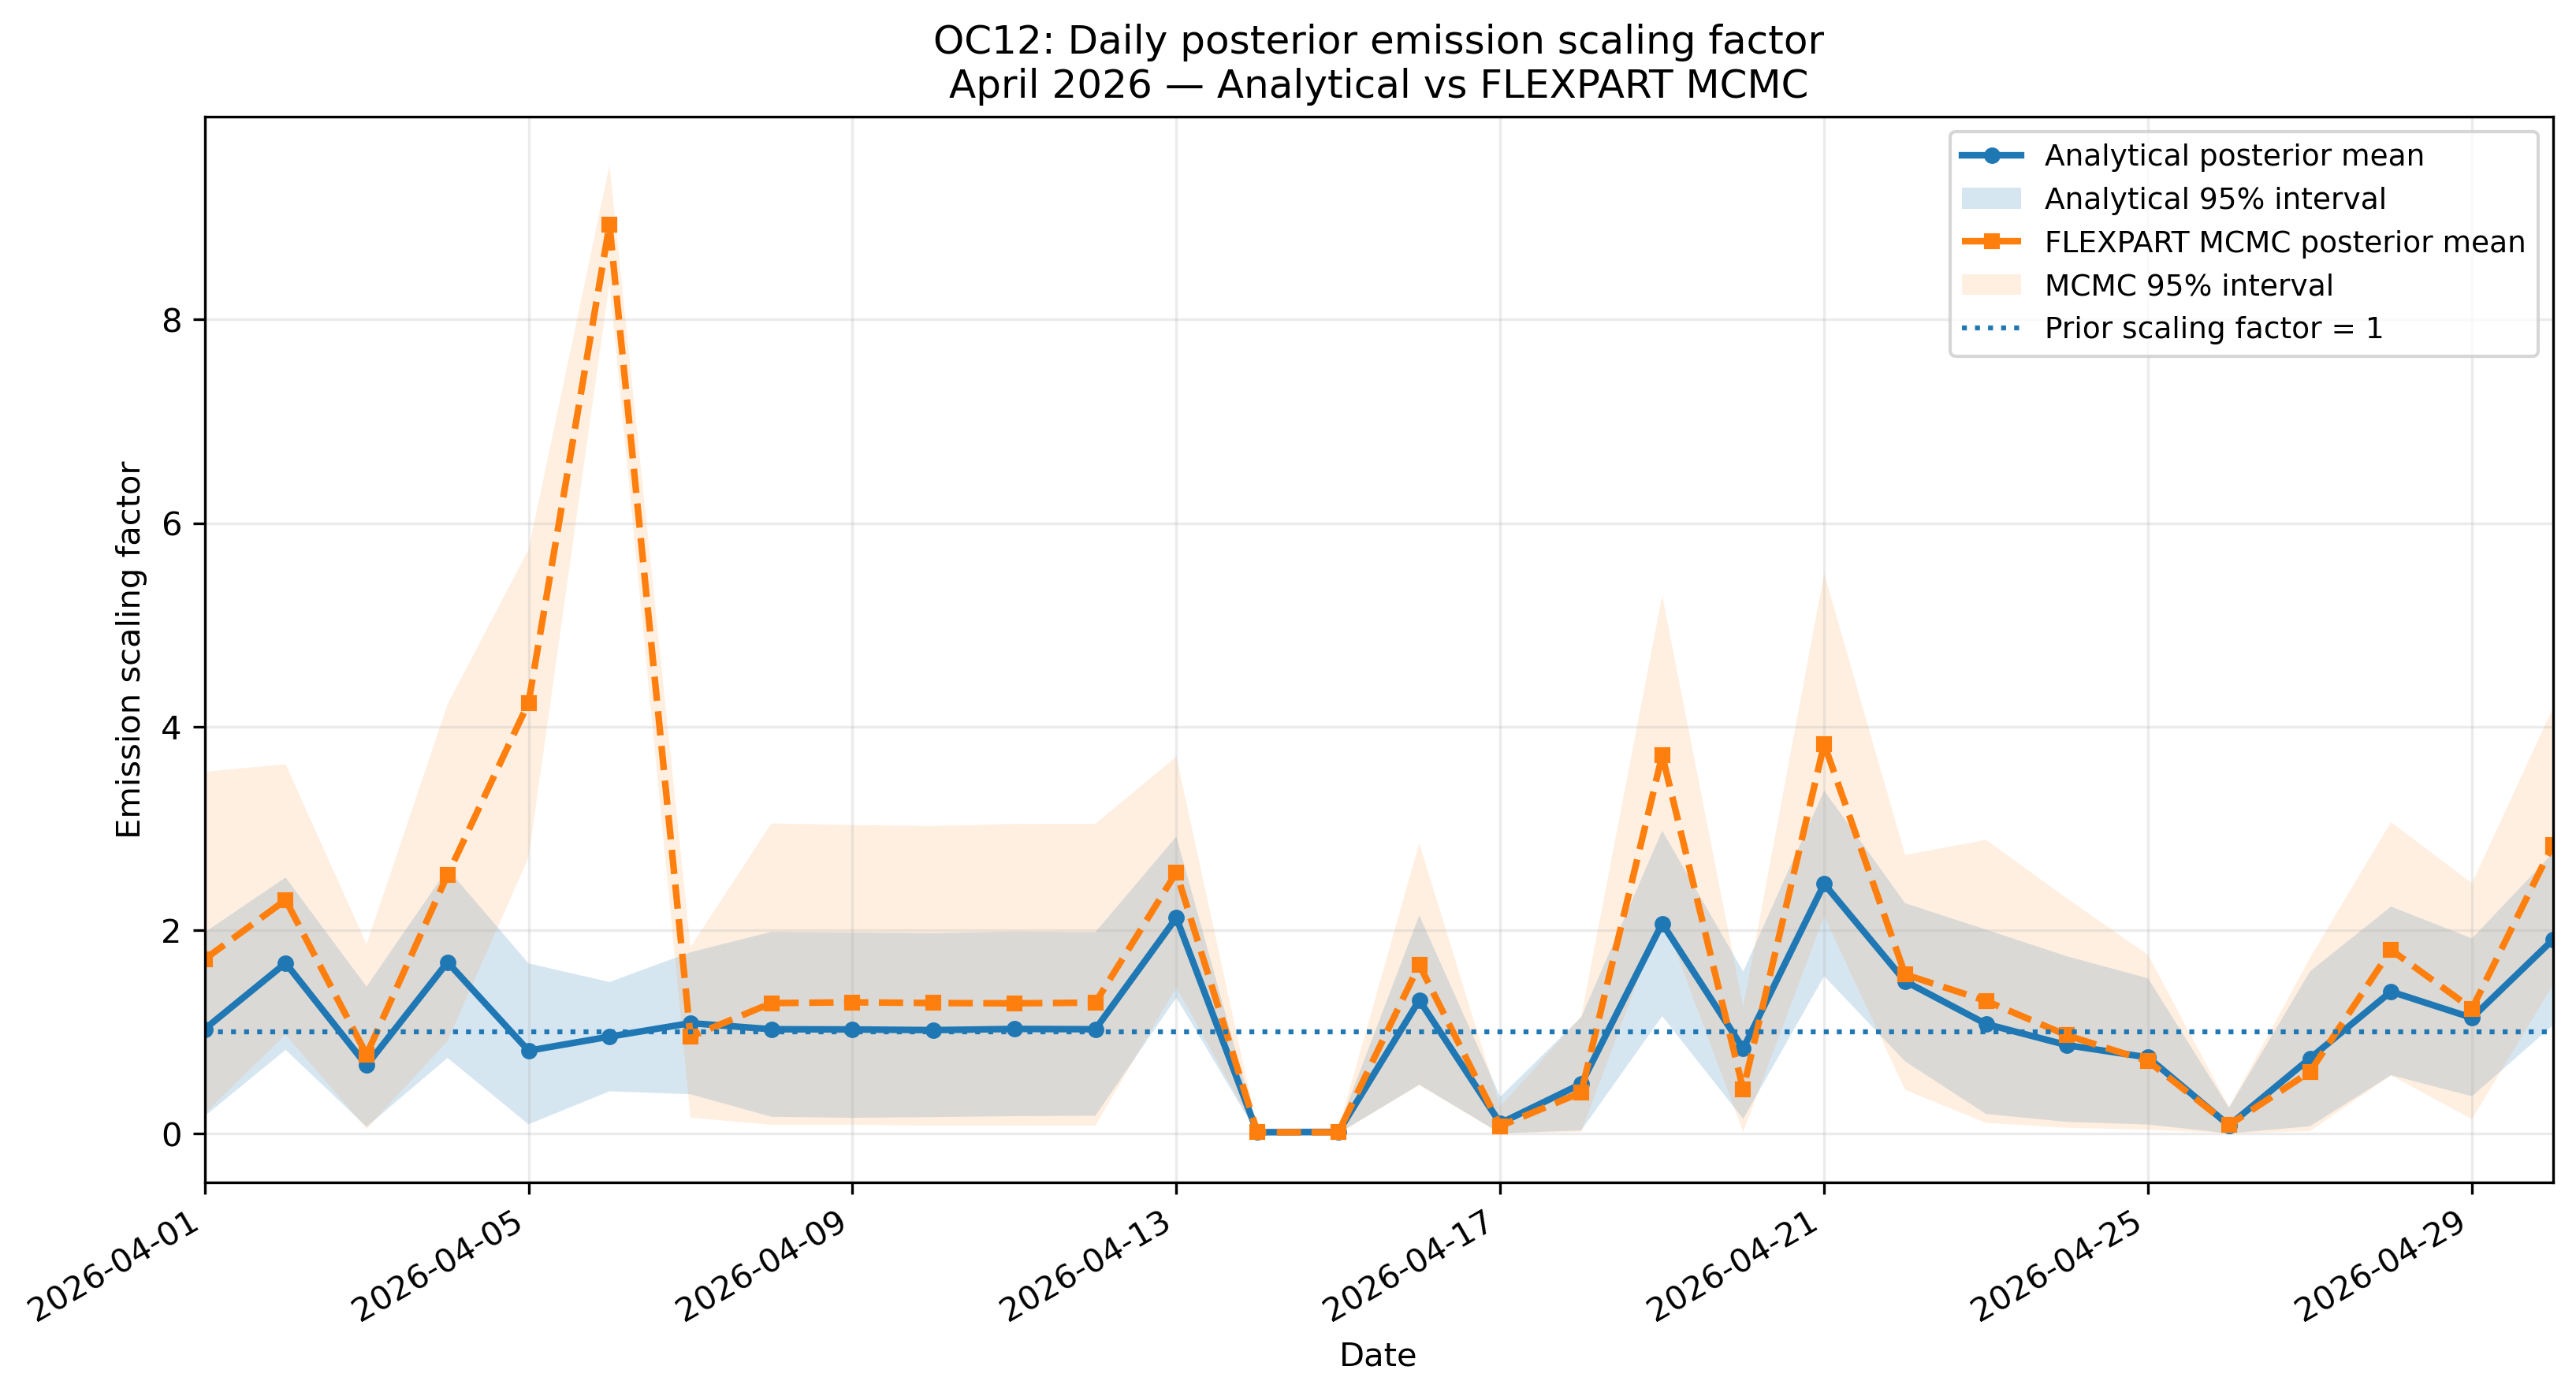 OC12: Daily posterior emission scaling factor
April 2026 — Analytical vs FLEXPART MCMC
Analytical posterior mean
Analytical 95% interval
FLEXPART MCMC posterior mean
MCMC 95% interval
Prior scaling factor = 1
Emission scaling factor
8
6
4
2
0
2026-04-01
2026-04-05
2026-04-09
2026-04-13
2026-04-17
2026-04-21
2026-04-25
2026-04-29
Date